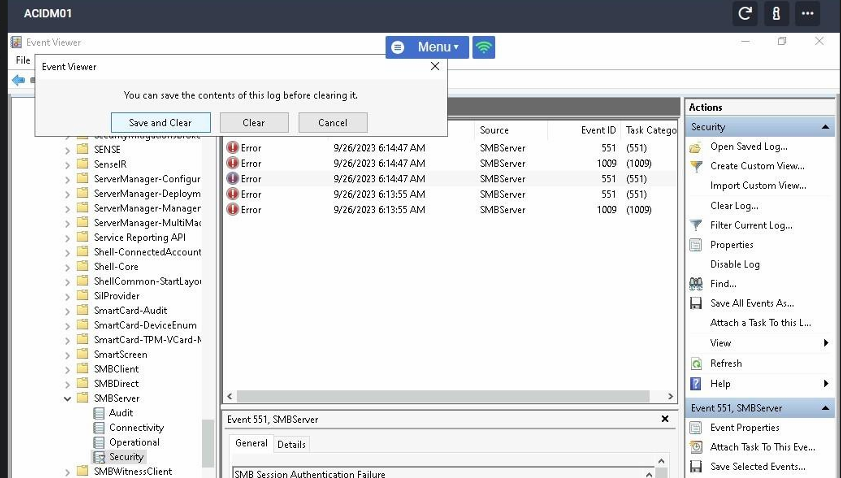 ACIDM01
Event Viewer
Menu
File
Event Viewer
You can save the contents of this log before clearing it.
Save and Clear
Clear
Cancel
SENSE
SenseIR
ServerManager-Configur
ServerManager-Deploym
ServerManager-Manager
ServerManager-MultiMac
Service Reporting API
Shell-ConnectedAccount
Shell-Core
ShellCommon-StartLayou
SilProvider
SmartCard-Audit
SmartCard-DeviceEnum
SmartCard-TPM-VCard-M
SmartScreen
SMBClient
SMBDirect
SMBServer
Audit
Connectivity
Operational
Security
SMBWitnessClient
Source Event ID Task Catego
Error 9/26/2023 6:14:47 AM SMBServer 551 (551)
Error 9/26/2023 6:14:47 AM SMBServer 1009 (1009)
Error 9/26/2023 6:14:47 AM SMBServer 551 (551)
Error 9/26/2023 6:13:55 AM SMBServer 551 (551)
Error 9/26/2023 6:13:55 AM SMBServer 1009 (1009)
Event 551, SMBServer
General Details
SMB Session Authentication Failure
Actions
Security
Open Saved Log...
Create Custom View...
Import Custom View...
Clear Log...
Filter Current Log...
Properties
Disable Log
Find...
Save All Events As...
Attach a Task To this L...
View
Refresh
Help
Event 551, SMBServer
Event Properties
Attach Task To This Eve...
Save Selected Events...